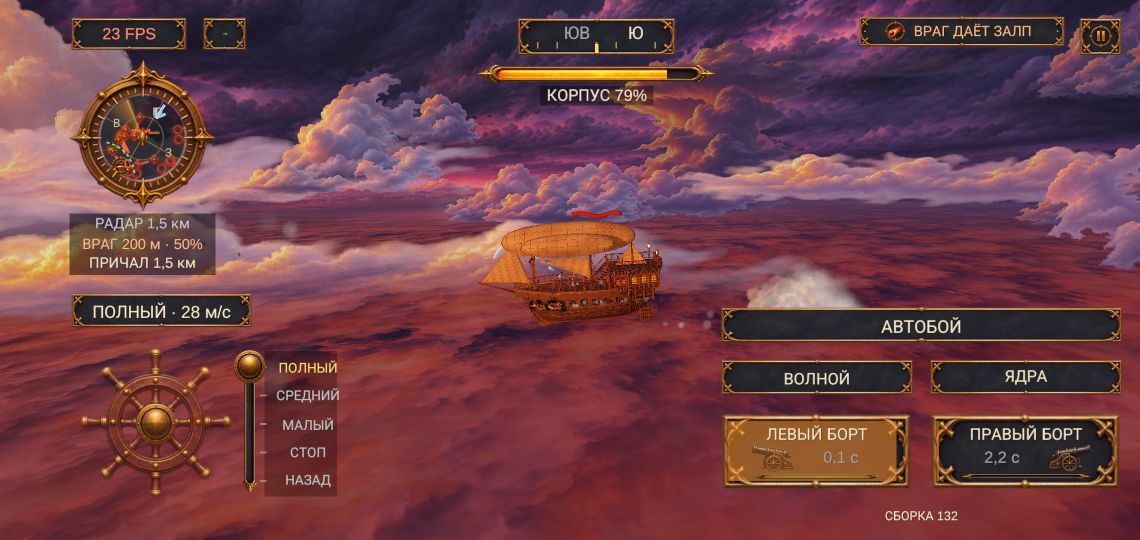 23 FPS
ЮВ Ю
ВРАГ ДАЁТ ЗАЛП
КОРПУС 79%
В
З
РАДАР 1,5 км
ВРАГ 200 м · 50%
ПРИЧАЛ 1,5 км
ПОЛНЫЙ · 28 м/с
ПОЛНЫЙ
СРЕДНИЙ
МАЛЫЙ
СТОП
НАЗАД
АВТОБОЙ
ВОЛНОЙ
ЯДРА
ЛЕВЫЙ БОРТ
0,1 с
ПРАВЫЙ БОРТ
2,2 с
СБОРКА 132